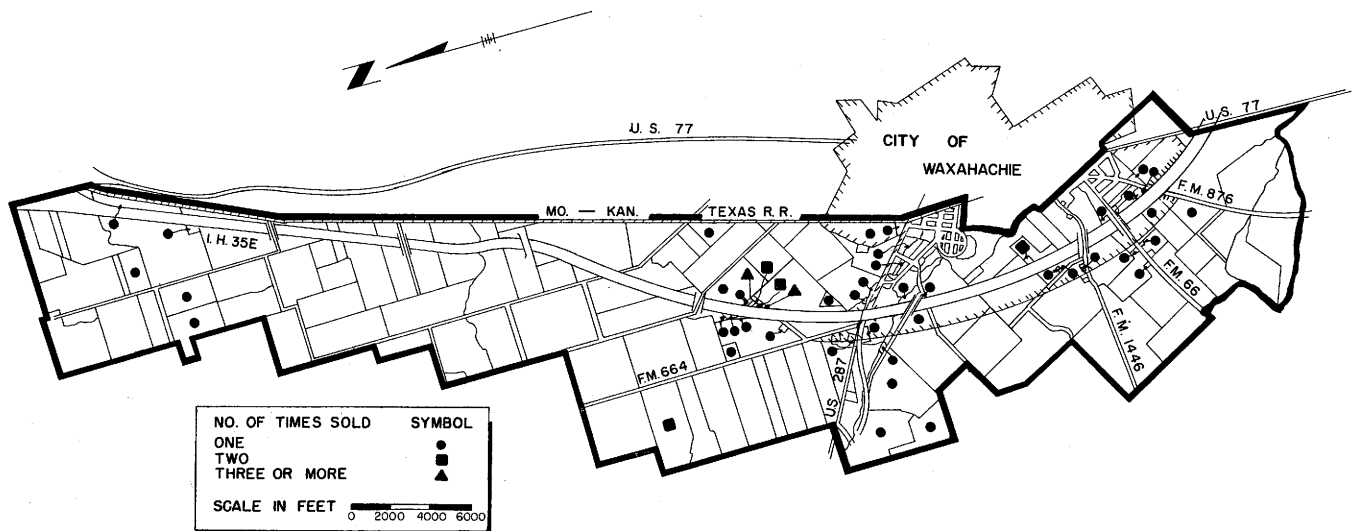 N
U.S. 77
CITY OF
WAXAHACHIE
U.S. 77
F.M. 876
MO. — KAN. TEXAS R.R.
I.H. 35E
F.M. 66
F.M. 1446
F.M. 664
US 287
NO. OF TIMES SOLD SYMBOL
ONE
TWO
THREE OR MORE
SCALE IN FEET
0 2000 4000 6000